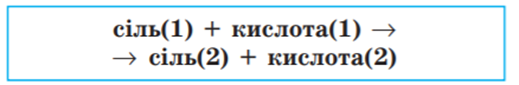 сіль(1) + кислота(1) →
→ сіль(2) + кислота(2)